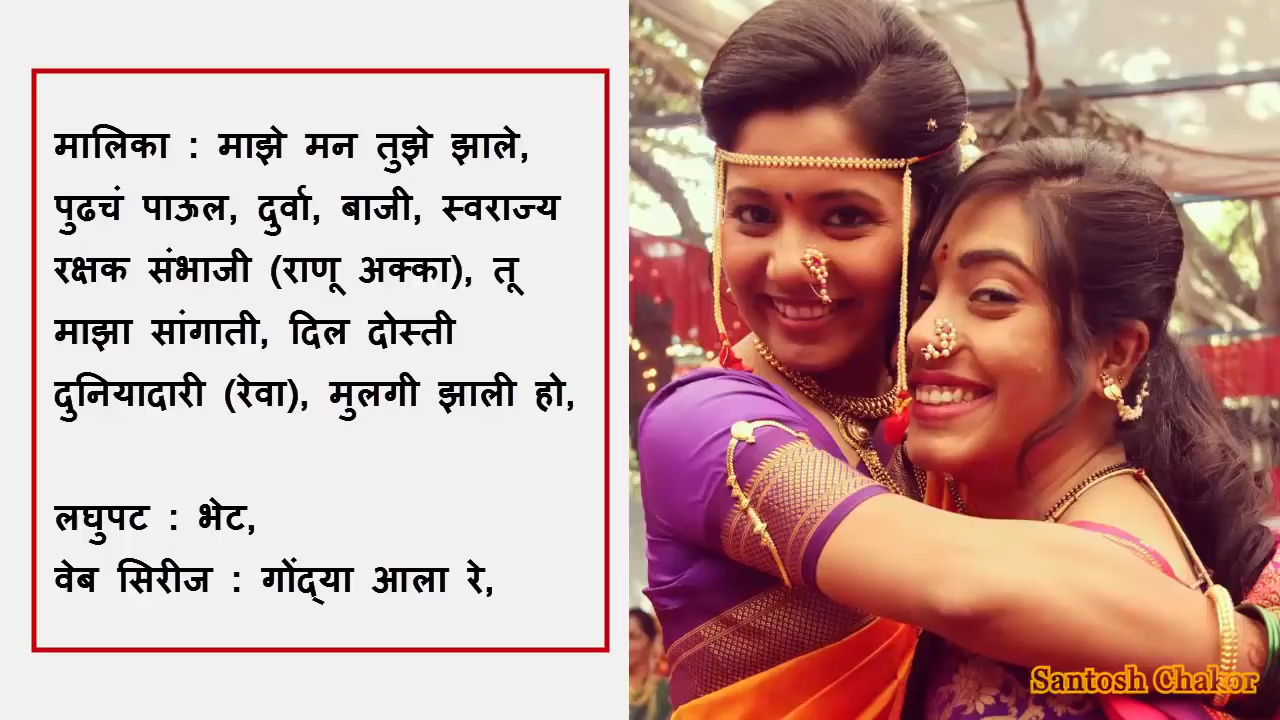 मालिका : माझे मन तुझे झाले,
पुढचं पाऊल, दुर्वा, बाजी, स्वराज्य
रक्षक संभाजी (राणू अक्का), तू
माझा सांगाती, दिल दोस्ती
दुनियादारी (रेवा), मुलगी झाली हो,
लघुपट : भेट,
वेब सिरीज : गोंद्‌या आला रे,
Santosh Chakor